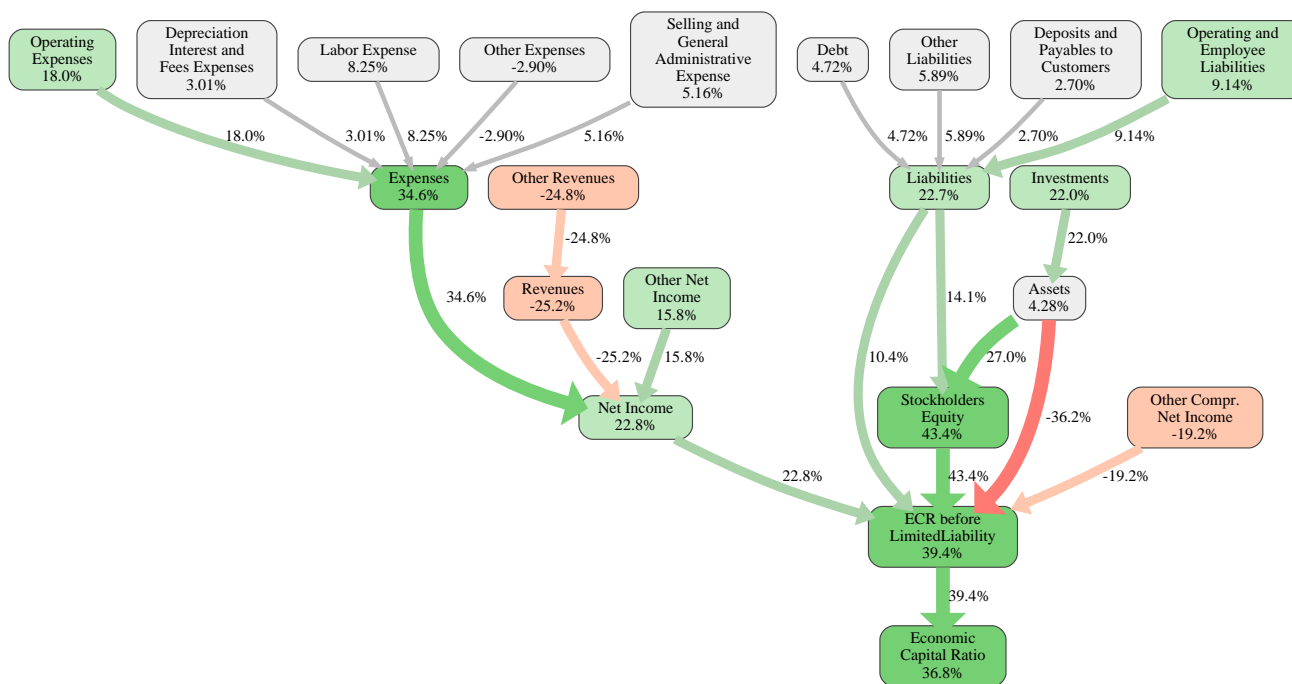 Operating
Expenses
18.0%
Depreciation
Interest and
Fees Expenses
3.01%
Labor Expense
8.25%
Other Expenses
-2.90%
Selling and
General
Administrative
Expense
5.16%
Debt
4.72%
Other
Liabilities
5.89%
Deposits and
Payables to
Customers
2.70%
Operating and
Employee
Liabilities
9.14%
18.0%
3.01%
8.25%
-2.90%
5.16%
4.72%
5.89%
2.70%
9.14%
Expenses
34.6%
Other Revenues
-24.8%
Liabilities
22.7%
Investments
22.0%
-24.8%
22.0%
Revenues
-25.2%
Other Net
Income
15.8%
Assets
4.28%
34.6%
14.1%
-25.2%
15.8%
10.4%
27.0%
-36.2%
Net Income
22.8%
Stockholders
Equity
43.4%
Other Compr.
Net Income
-19.2%
22.8%
43.4%
-19.2%
ECR before
LimitedLiability
39.4%
39.4%
Economic
Capital Ratio
36.8%